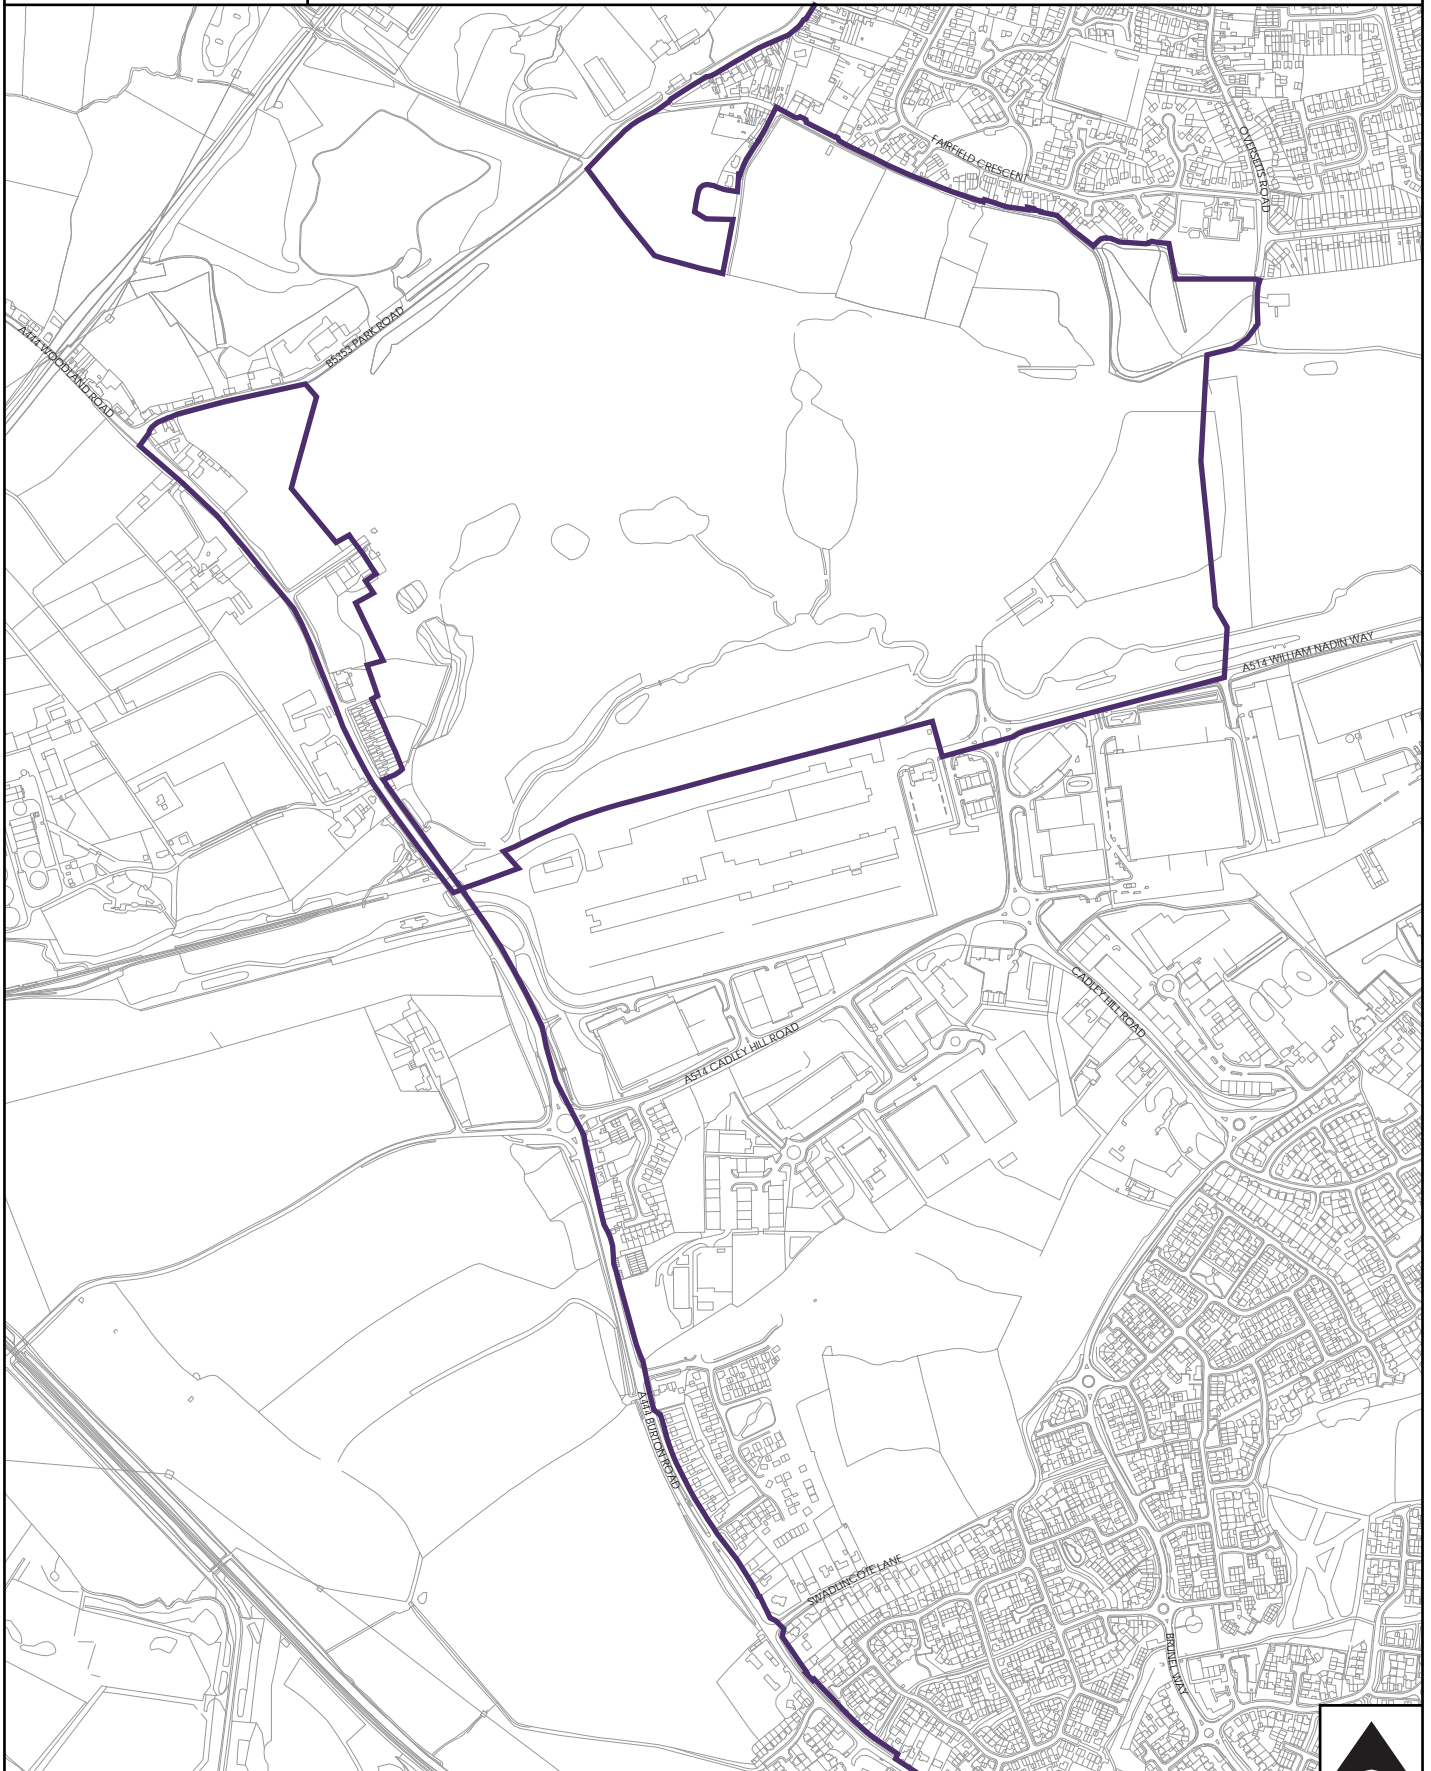 FAIRFIELD CRESCENT
OVERSETTS ROAD
A444 WOODLAND ROAD
B5353 PARK ROAD
A514 WILLIAM NADIN WAY
CADLEY HILL ROAD
A514 CADLEY HILL ROAD
A444 BURTON ROAD
SWADLINCOTE LANE
BRUNEL WAY